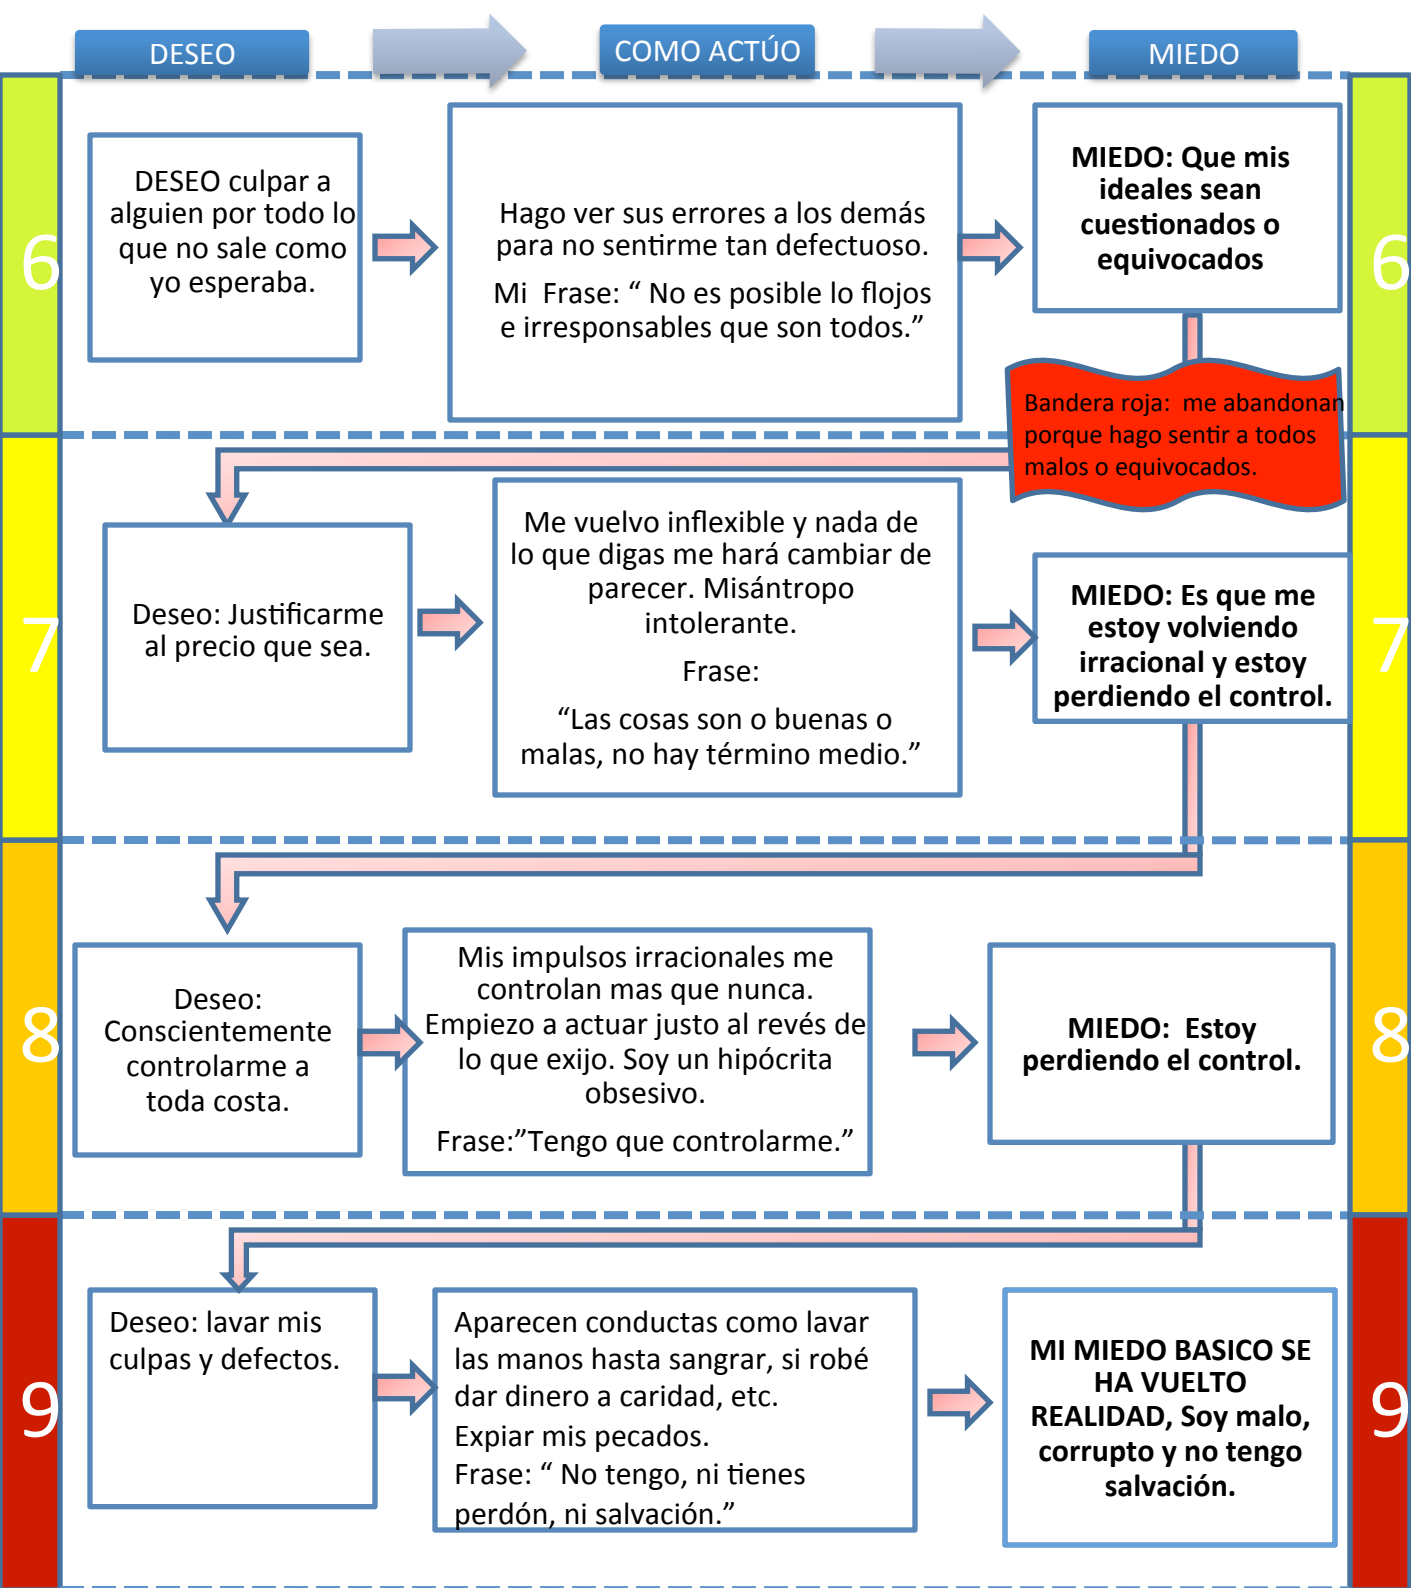 DESEO
COMO ACTÚO
MIEDO
6
DESEO culpar a
alguien por todo lo
que no sale como
yo esperaba.
Hago ver sus errores a los demás
para no sentirme tan defectuoso.
Mi  Frase: “ No es posible lo flojos
e irresponsables que son todos.”
MIEDO: Que mis
ideales sean
cuestionados o
equivocados
6
Bandera roja:  me abandonan
porque hago sentir a todos
malos o equivocados.
7
Deseo: Justificarme
al precio que sea.
Me vuelvo inflexible y nada de
lo que digas me hará cambiar de
parecer. Misántropo
intolerante.
Frase:
“Las cosas son o buenas o
malas, no hay término medio.”
MIEDO: Es que me
estoy volviendo
irracional y estoy
perdiendo el control.
7
8
Deseo:
Conscientemente
controlarme a
toda costa.
Mis impulsos irracionales me
controlan mas que nunca.
Empiezo a actuar justo al revés de
lo que exijo. Soy un hipócrita
obsesivo.
Frase:”Tengo que controlarme.”
MIEDO:  Estoy
perdiendo el control.
8
9
Deseo: lavar mis
culpas y defectos.
Aparecen conductas como lavar
las manos hasta sangrar, si robé
dar dinero a caridad, etc.
Expiar mis pecados.
Frase: “ No tengo, ni tienes
perdón, ni salvación.”
MI MIEDO BASICO SE
HA VUELTO
REALIDAD, Soy malo,
corrupto y no tengo
salvación.
9